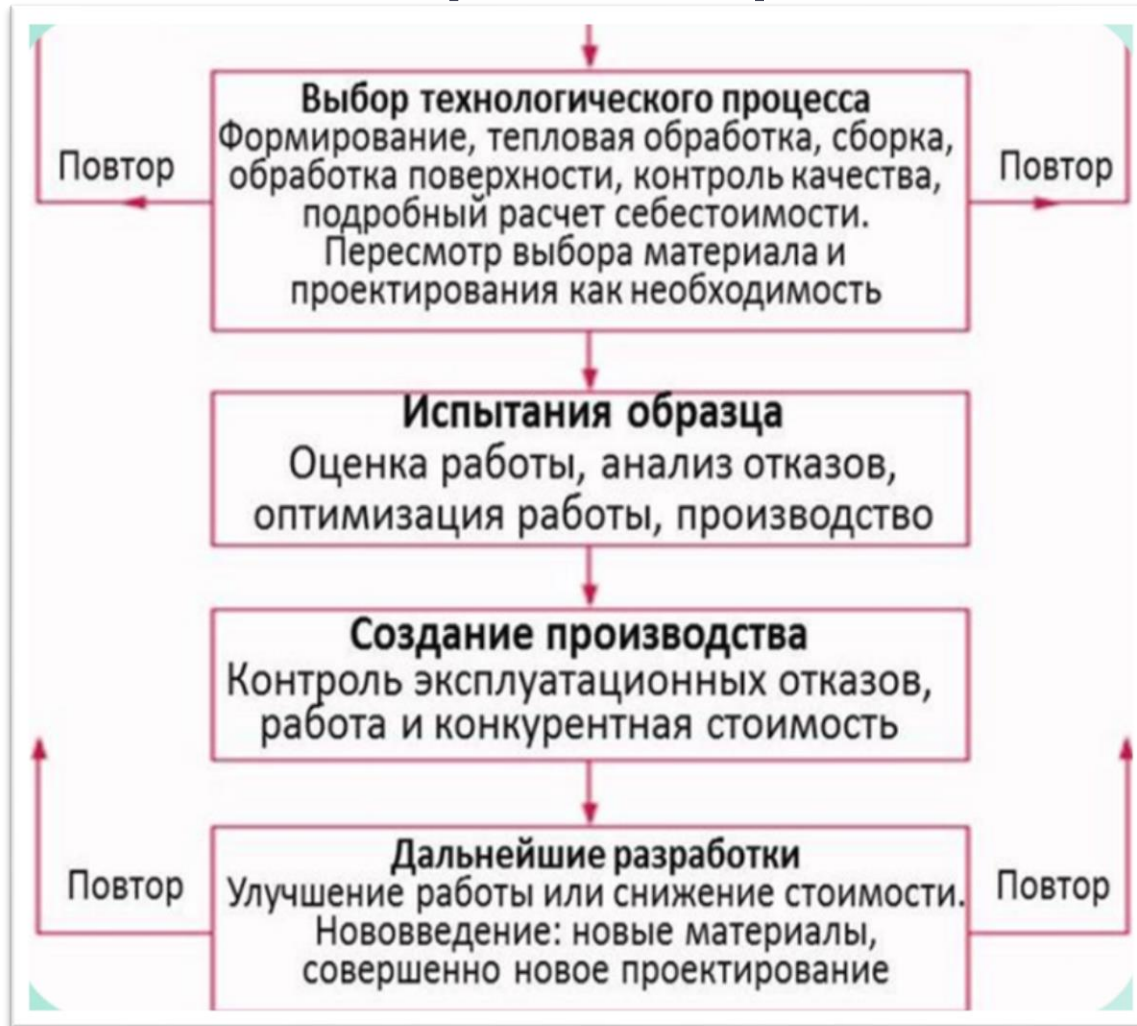 Выбор технологического процесса
Формирование, тепловая обработка, сборка,
обработка поверхности, контроль качества,
подробный расчет себестоимости.
Пересмотр выбора материала и
проектирования как необходимость
Повтор
Повтор
Испытания образца
Оценка работы, анализ отказов,
оптимизация работы, производство
Создание производства
Контроль эксплуатационных отказов,
работа и конкурентная стоимость
Дальнейшие разработки
Улучшение работы или снижение стоимости.
Нововведение: новые материалы,
совершенно новое проектирование
Повтор
Повтор